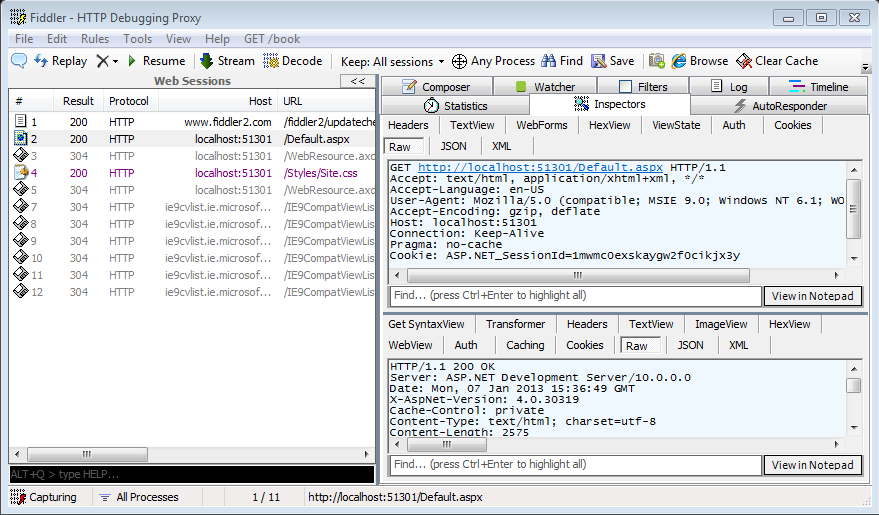 Fiddler - HTTP Debugging Proxy
File Edit Rules Tools View Help GET /book
Replay Resume Stream Decode Keep: All sessions Any Process Find Save Browse Clear Cache
Web Sessions <<
# Result Protocol Host URL
1 200 HTTP www.fiddler2.com /fiddler2/updateche
2 200 HTTP localhost:51301 /Default.aspx
3 304 HTTP localhost:51301 /WebResource.axd
4 200 HTTP localhost:51301 /Styles/Site.css
5 304 HTTP localhost:51301 /WebResource.axd
7 304 HTTP ie9cvlist.ie.microsof... /IE9CompatViewList
8 304 HTTP ie9cvlist.ie.microsof... /IE9CompatViewList
9 304 HTTP ie9cvlist.ie.microsof... /IE9CompatViewList
10 304 HTTP ie9cvlist.ie.microsof... /IE9CompatViewList
11 304 HTTP ie9cvlist.ie.microsof... /IE9CompatViewList
12 304 HTTP ie9cvlist.ie.microsof... /IE9CompatViewList
ALT+Q > type HELP...
Composer Watcher Filters Log Timeline
Statistics Inspectors AutoResponder
Headers TextView WebForms HexView ViewState Auth Cookies
Raw JSON XML
GET http://localhost:51301/Default.aspx HTTP/1.1
Accept: text/html, application/xhtml+xml, */*
Accept-Language: en-US
User-Agent: Mozilla/5.0 (compatible; MSIE 9.0; Windows NT 6.1; WO
Accept-Encoding: gzip, deflate
Host: localhost:51301
Connection: Keep-Alive
Pragma: no-cache
Cookie: ASP.NET_SessionId=1mwmc0exskaygw2f0cikjx3y
Find... (press Ctrl+Enter to highlight all) View in Notepad
Get SyntaxView Transformer Headers TextView ImageView HexView
WebView Auth Caching Cookies Raw JSON XML
HTTP/1.1 200 OK
Server: ASP.NET Development Server/10.0.0.0
Date: Mon, 07 Jan 2013 15:36:49 GMT
X-AspNet-Version: 4.0.30319
Cache-Control: private
Content-Type: text/html; charset=utf-8
Content-Length: 2575
Find... (press Ctrl+Enter to highlight all) View in Notepad
Capturing All Processes 1 / 11 http://localhost:51301/Default.aspx